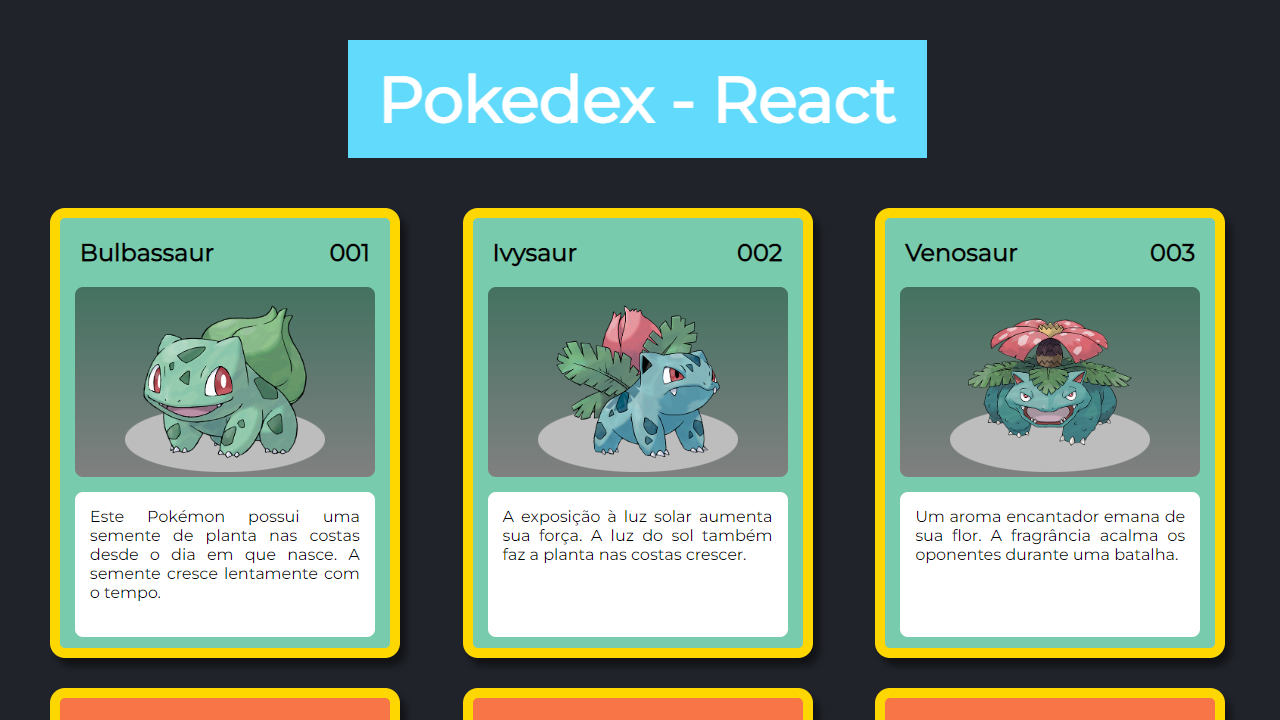 Pokedex - React
Bulbassaur 001
Este Pokémon possui uma
semente de planta nas costas
desde o dia em que nasce. A
semente cresce lentamente com
o tempo.
Ivysaur 002
A exposição à luz solar aumenta
sua força. A luz do sol também
faz a planta nas costas crescer.
Venosaur 003
Um aroma encantador emana de
sua flor. A fragrância acalma os
oponentes durante uma batalha.